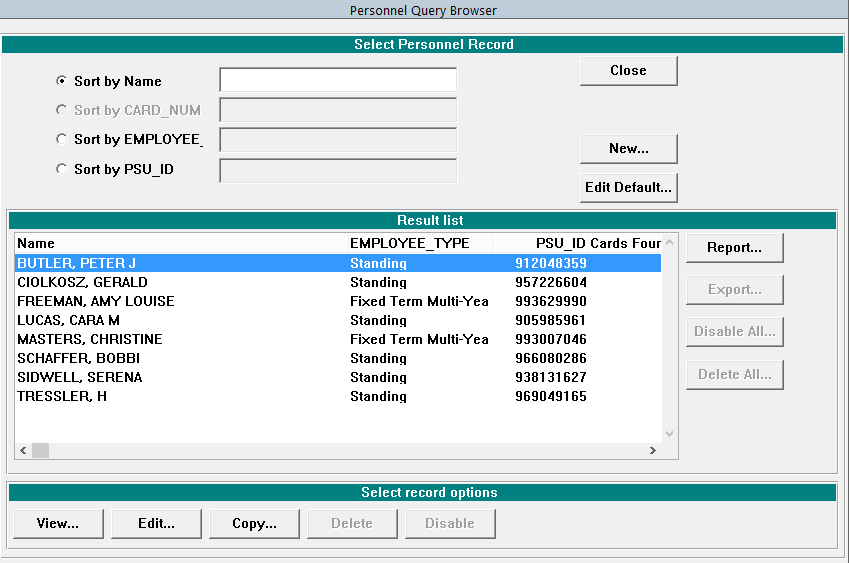 Personnel Query Browser
Select Personnel Record
Sort by Name
Close
Sort by CARD_NUM
Sort by EMPLOYEE_
New...
Sort by PSU_ID
Edit Default...
Result list
Name EMPLOYEE_TYPE PSU_ID Cards Four
BUTLER, PETER J Standing 912048359
CIOLKOSZ, GERALD Standing 957226604
FREEMAN, AMY LOUISE Fixed Term Multi-Yea 993629990
LUCAS, CARA M Standing 905985961
MASTERS, CHRISTINE Fixed Term Multi-Yea 993007046
SCHAFFER, BOBBI Standing 966080286
SIDWELL, SERENA Standing 938131627
TRESSLER, H Standing 969049165
Report...
Export...
Disable All...
Delete All...
Select record options
View... Edit... Copy... Delete Disable